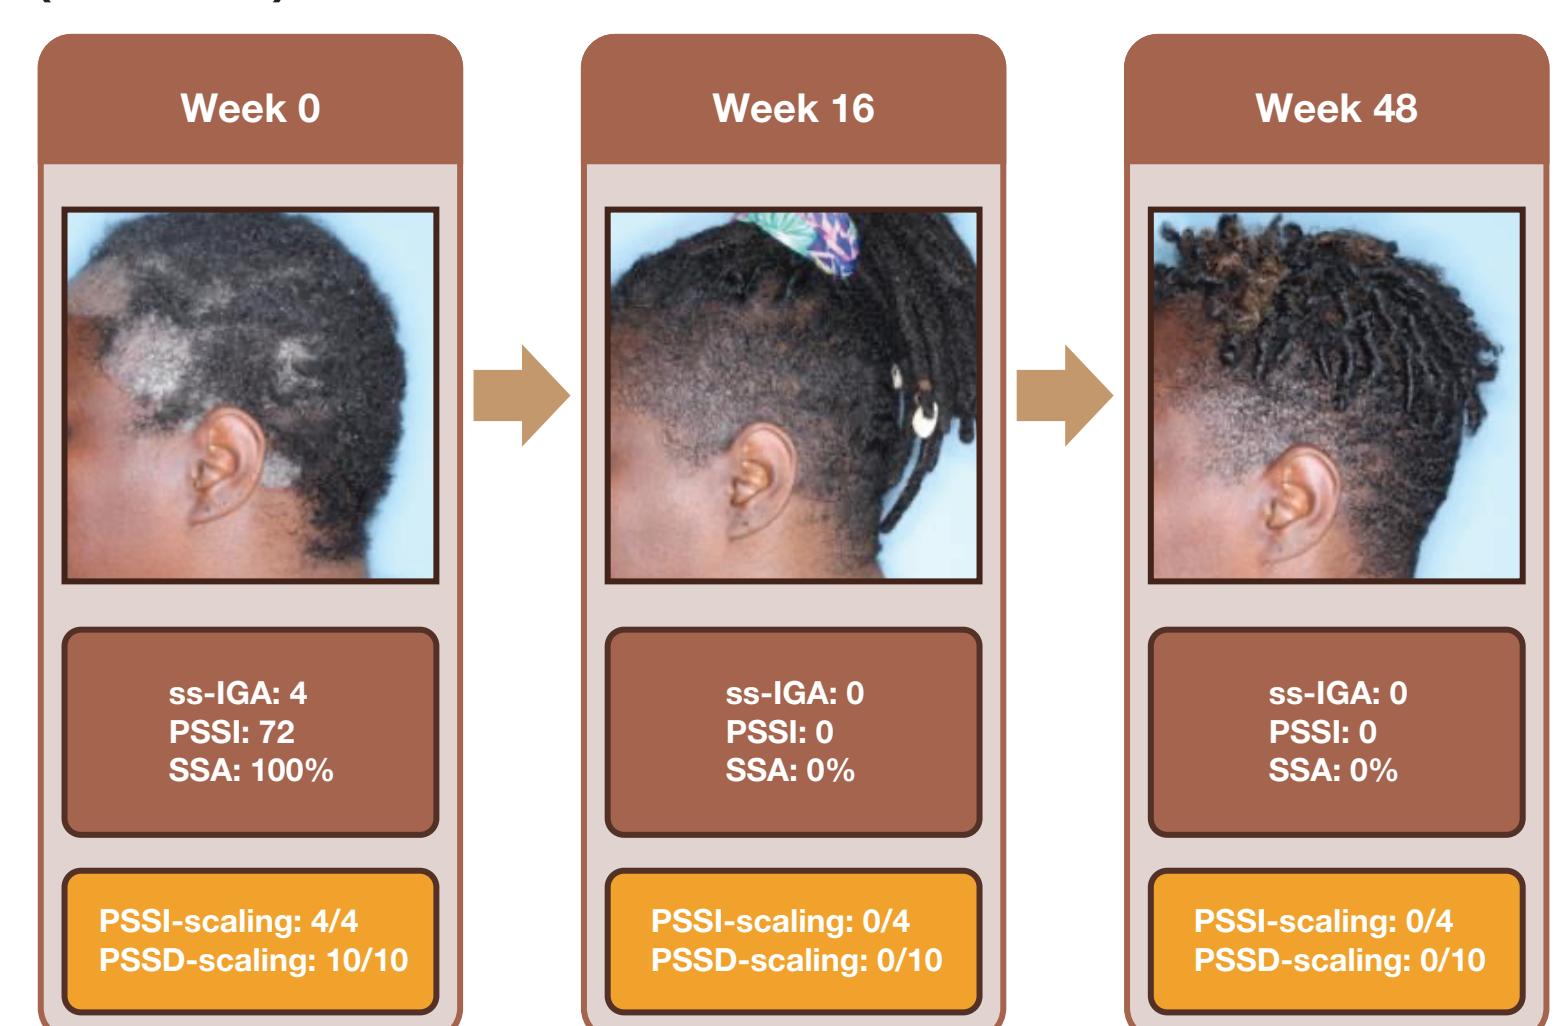 Week 0
ss-IGA: 4
PSSI: 72
SSA: 100%
PSSI-scaling: 4/4
PSSD-scaling: 10/10
Week 16
ss-IGA: 0
PSSI: 0
SSA: 0%
PSSI-scaling: 0/4
PSSD-scaling: 0/10
Week 48
ss-IGA: 0
PSSI: 0
SSA: 0%
PSSI-scaling: 0/4
PSSD-scaling: 0/10